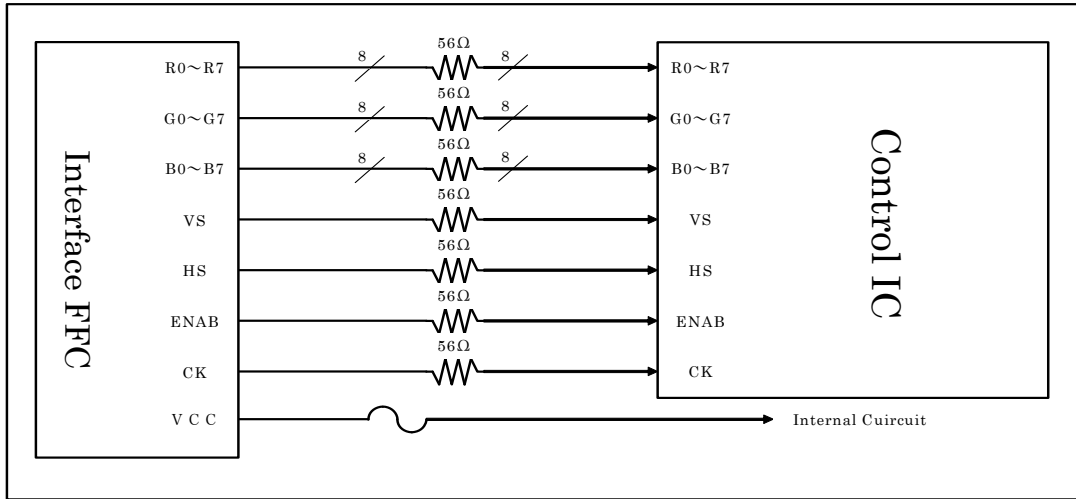 56Ω
R0～R7 8 8 R0～R7
56Ω
G0～G7 8 8 G0～G7
56Ω
B0～B7 8 8 B0～B7
56Ω
VS VS
56Ω
HS HS
56Ω
ENAB ENAB
56Ω
CK CK
VCC Internal Cuircuit
Interface FFC
Control IC